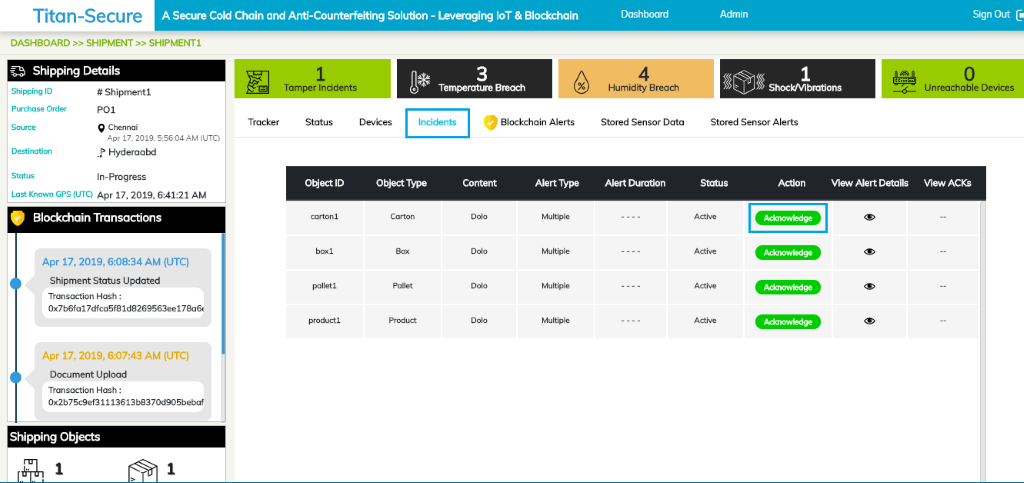 Titan-Secure
A Secure Cold Chain and Anti-Counterfeiting Solution - Leveraging IoT & Blockchain
Dashboard
Admin
Sign Out
DASHBOARD >> SHIPMENT >> SHIPMENT1
Shipping Details
Shipping ID # Shipment1
Purchase Order PO1
Source Chennai
Apr 17, 2019, 5:56:04 AM (UTC)
Destination Hyderaabd
Status In-Progress
Last Known GPS (UTC) Apr 17, 2019, 6:41:21 AM
Blockchain Transactions
Apr 17, 2019, 6:08:34 AM (UTC)
Shipment Status Updated
Transaction Hash :
0x7b6fa17dfca5f81d8269563ee178a6
Apr 17, 2019, 6:07:43 AM (UTC)
Document Upload
Transaction Hash :
0x2b75c9ef31113613b8370d905bebaf
Shipping Objects
1 1
1
Tamper Incidents
3
Temperature Breach
4
Humidity Breach
1
Shock/Vibrations
0
Unreachable Devices
Tracker Status Devices Incidents Blockchain Alerts Stored Sensor Data Stored Sensor Alerts
Object ID Object Type Content Alert Type Alert Duration Status Action View Alert Details View ACKs
carton1 Carton Dolo Multiple - - - - Active Acknowledge --
box1 Box Dolo Multiple - - - - Active Acknowledge --
pallet1 Pallet Dolo Multiple - - - - Active Acknowledge --
product1 Product Dolo Multiple - - - - Active Acknowledge --